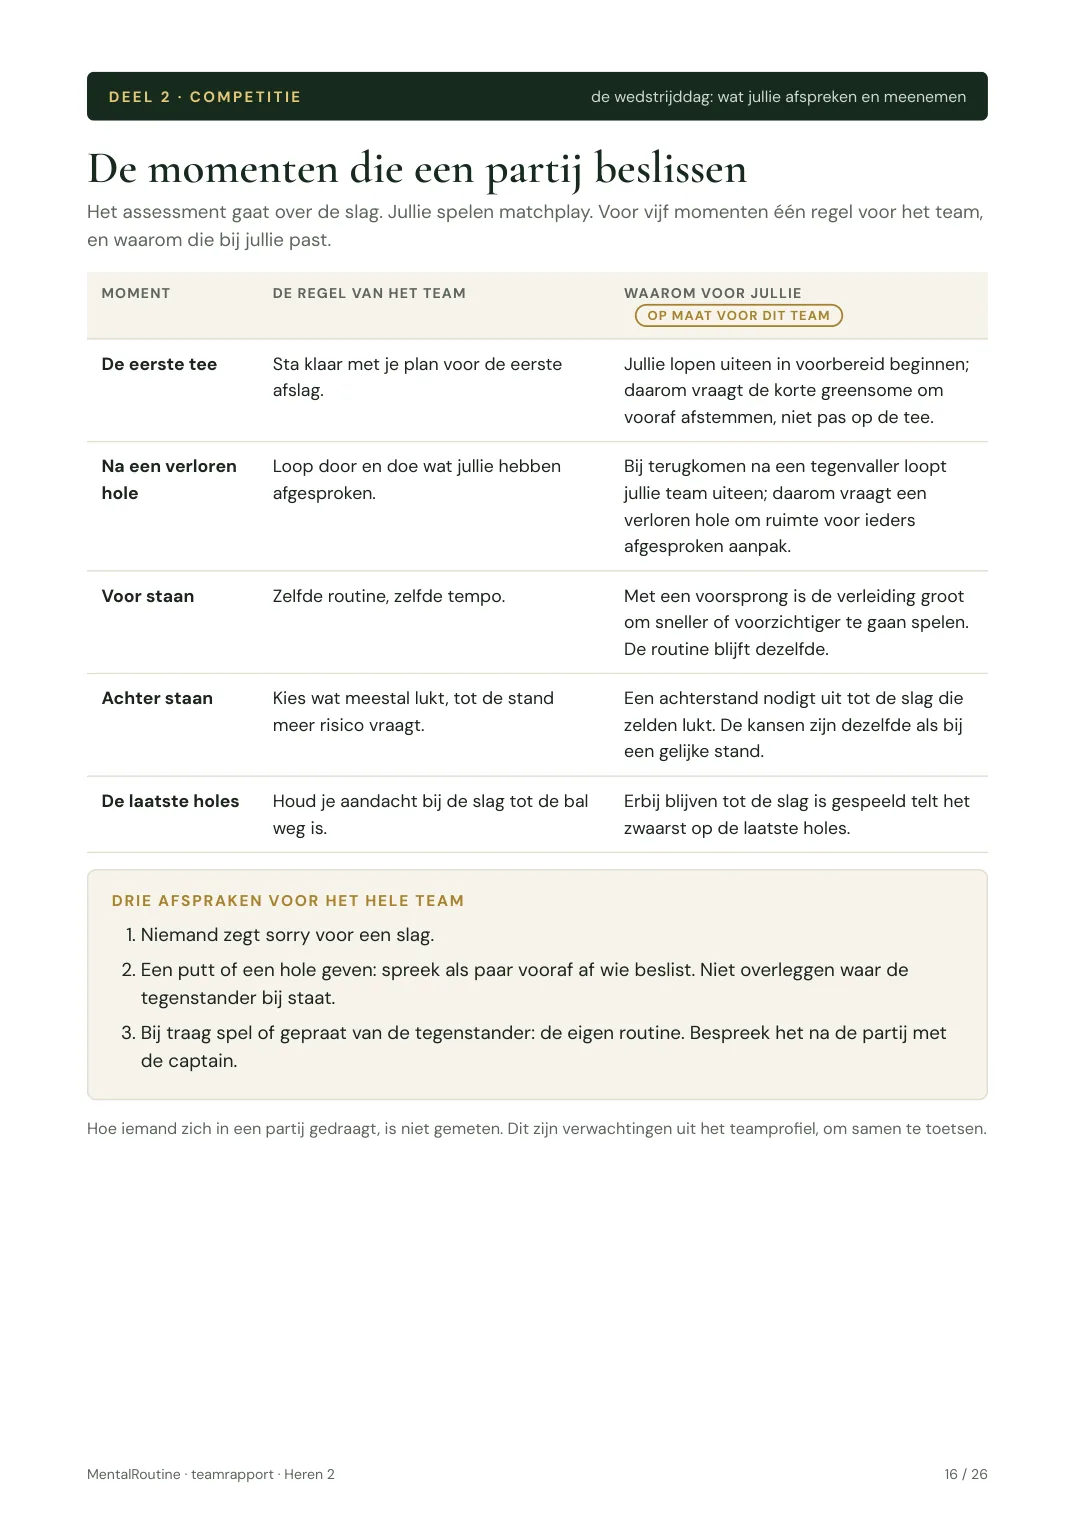 DEEL 2 · COMPETITIE
de wedstrijddag: wat jullie afspreken en meenemen
De momenten die een partij beslissen
Het assessment gaat over de slag. Jullie spelen matchplay. Voor vijf momenten één regel voor het team,
en waarom die bij jullie past.
MOMENT
DE REGEL VAN HET TEAM
WAAROM VOOR JULLIE
OP MAAT VOOR DIT TEAM
De eerste tee
Sta klaar met je plan voor de eerste
afslag.
Jullie lopen uiteen in voorbereid beginnen;
daarom vraagt de korte greensome om
vooraf afstemmen, niet pas op de tee.
Na een verloren
hole
Loop door en doe wat jullie hebben
afgesproken.
Bij terugkomen na een tegenvaller loopt
jullie team uiteen; daarom vraagt een
verloren hole om ruimte voor ieders
afgesproken aanpak.
Voor staan
Zelfde routine, zelfde tempo.
Met een voorsprong is de verleiding groot
om sneller of voorzichtiger te gaan spelen.
De routine blijft dezelfde.
Achter staan
Kies wat meestal lukt, tot de stand
meer risico vraagt.
Een achterstand nodigt uit tot de slag die
zelden lukt. De kansen zijn dezelfde als bij
een gelijke stand.
De laatste holes
Houd je aandacht bij de slag tot de bal
weg is.
Erbij blijven tot de slag is gespeeld telt het
zwaarst op de laatste holes.
DRIE AFSPRAKEN VOOR HET HELE TEAM
1. Niemand zegt sorry voor een slag.
2. Een putt of een hole geven: spreek als paar vooraf af wie beslist. Niet overleggen waar de
tegenstander bij staat.
3. Bij traag spel of gepraat van de tegenstander: de eigen routine. Bespreek het na de partij met
de captain.
Hoe iemand zich in een partij gedraagt, is niet gemeten. Dit zijn verwachtingen uit het teamprofiel, om samen te toetsen.
MentalRoutine · teamrapport · Heren 2
16 / 26